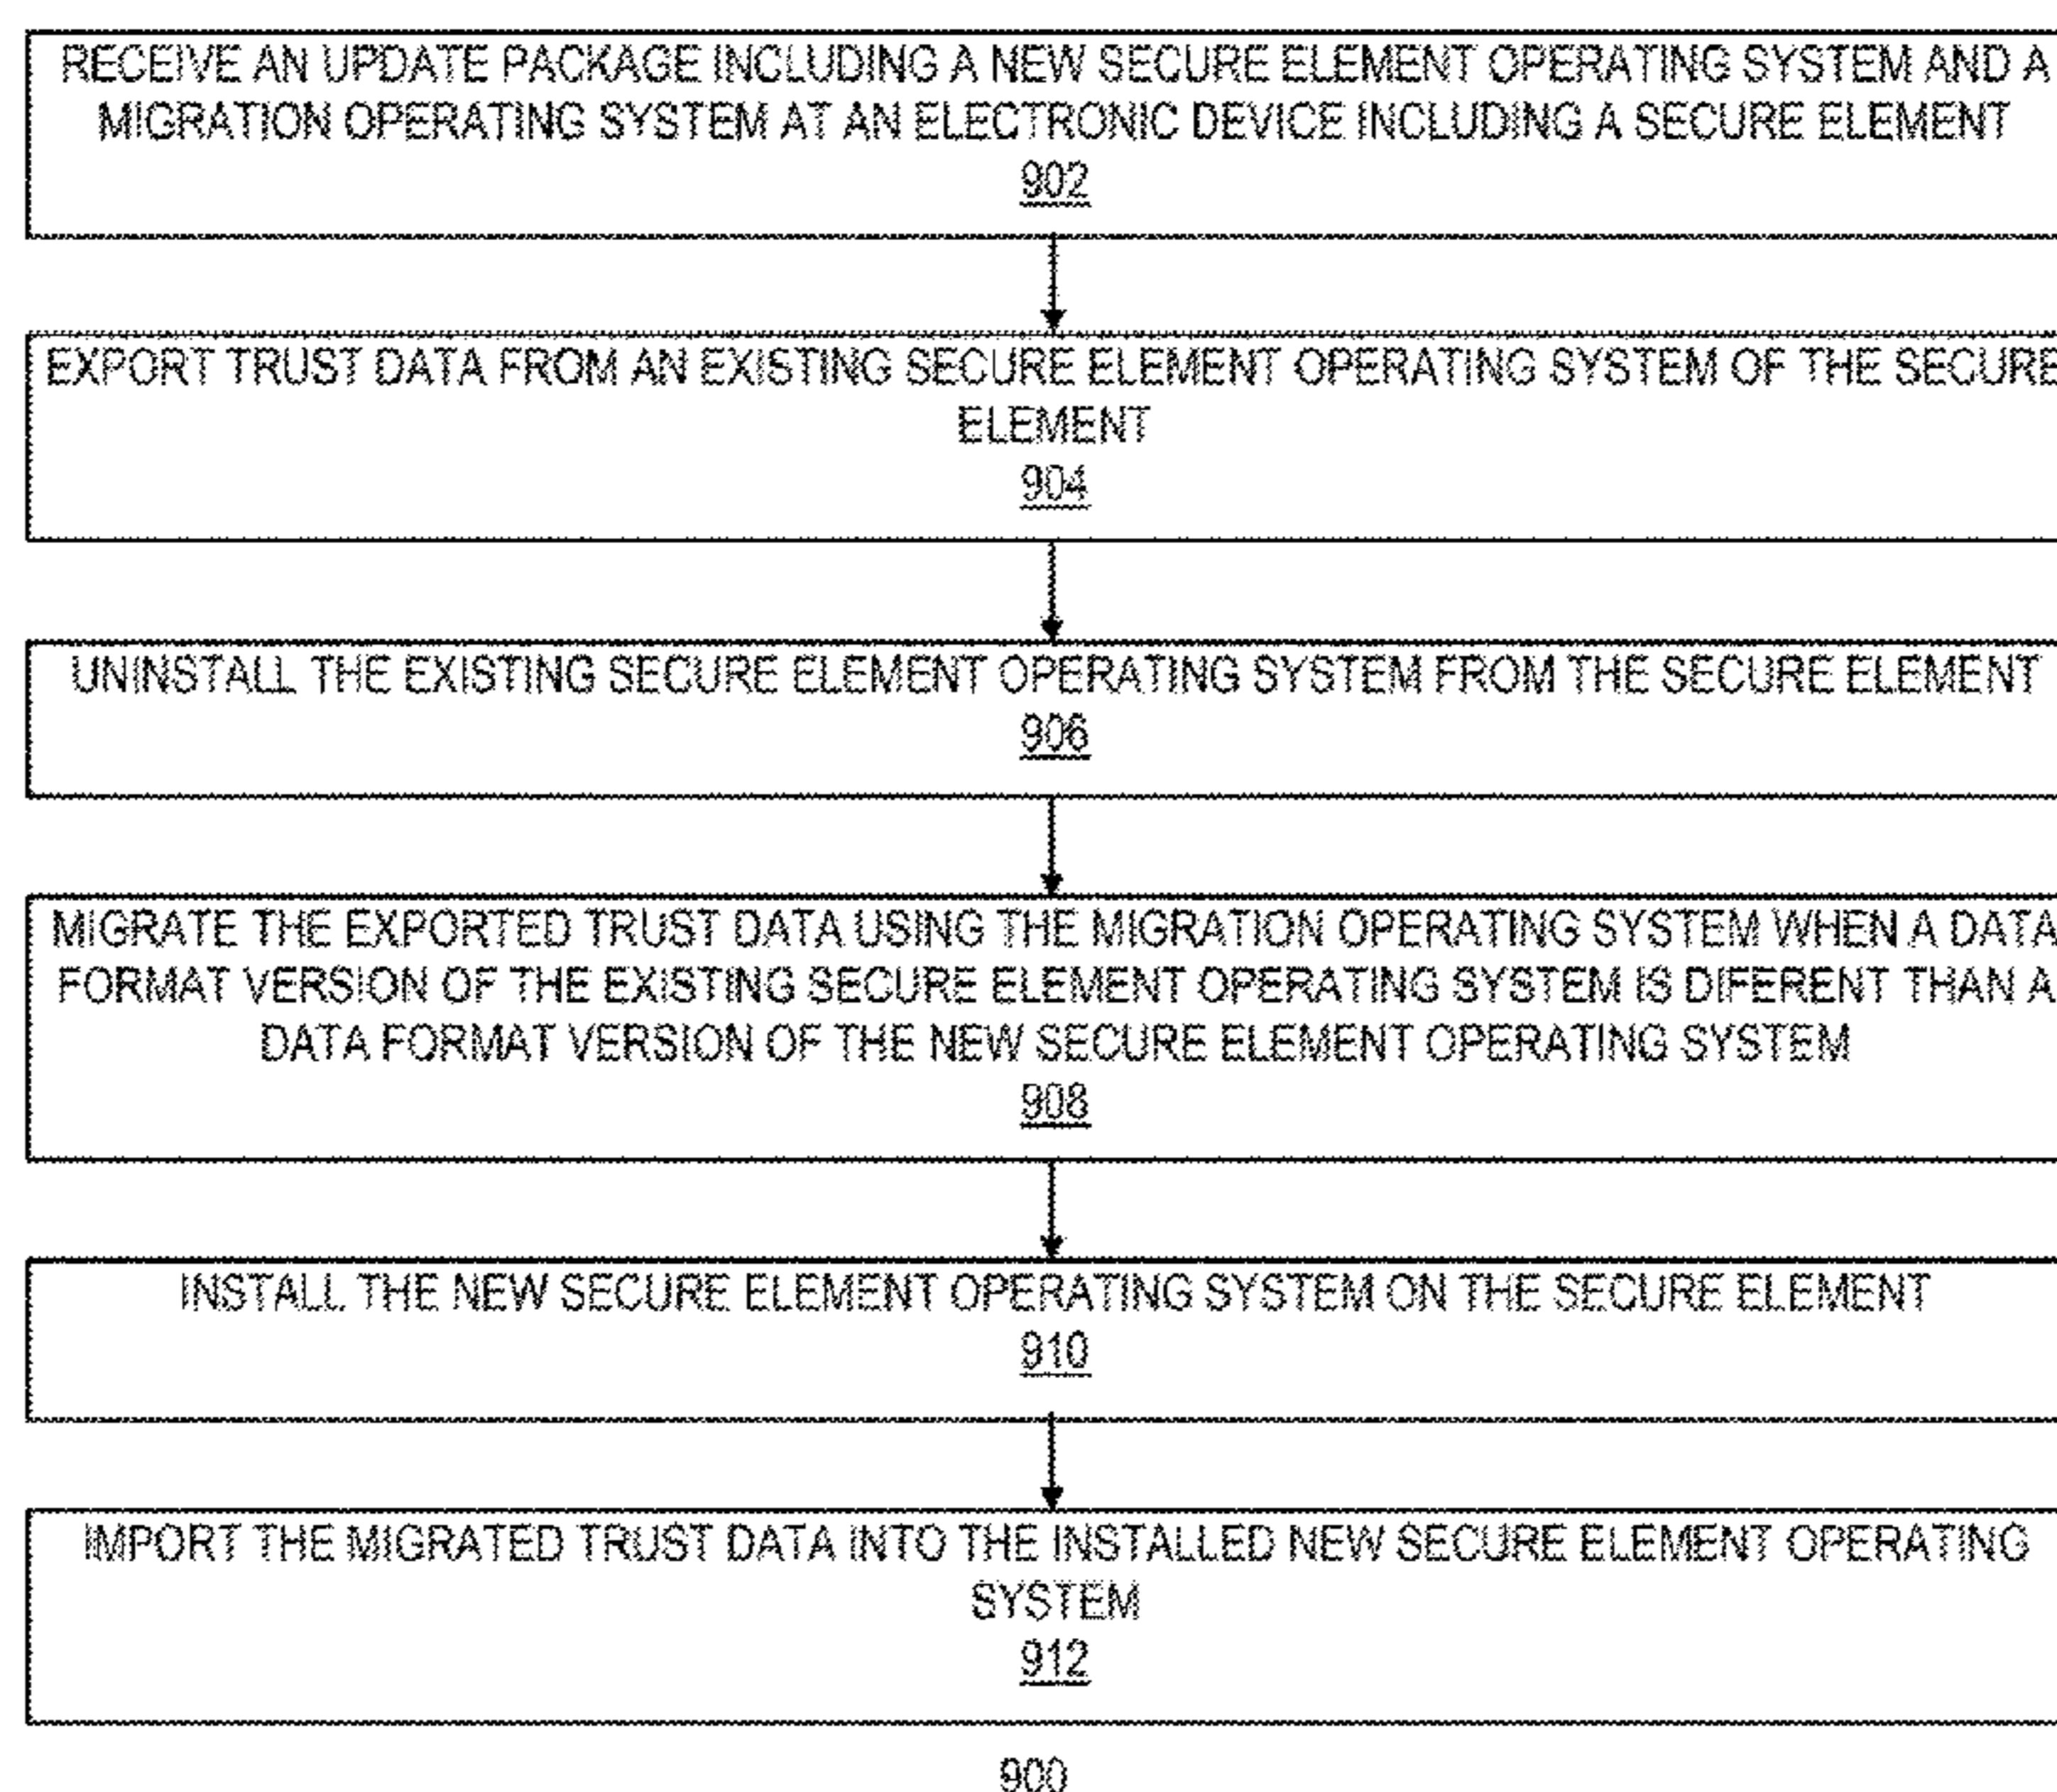 RECEIVE AN UPDATE PACKAGE INCLUDING A NEW SECURE ELEMENT OPERATING SYSTEM AND A
MIGRATION OPERATING SYSTEM AT AN ELECTRONIC DEVICE INCLUDING A SECURE ELEMENT
902
EXPORT TRUST DATA FROM AN EXISTING SECURE ELEMENT OPERATING SYSTEM OF THE SECURE
ELEMENT
904
UNINSTALL THE EXISTING SECURE ELEMENT OPERATING SYSTEM FROM THE SECURE ELEMENT
906
MIGRATE THE EXPORTED TRUST DATA USING THE MIGRATION OPERATING SYSTEM WHEN A DATA
FORMAT VERSION OF THE EXISTING SECURE ELEMENT OPERATING SYSTEM IS DIFERENT THAN A
DATA FORMAT VERSION OF THE NEW SECURE ELEMENT OPERATING SYSTEM
908
INSTALL THE NEW SECURE ELEMENT OPERATING SYSTEM ON THE SECURE ELEMENT
910
IMPORT THE MIGRATED TRUST DATA INTO THE INSTALLED NEW SECURE ELEMENT OPERATING
SYSTEM
912
900